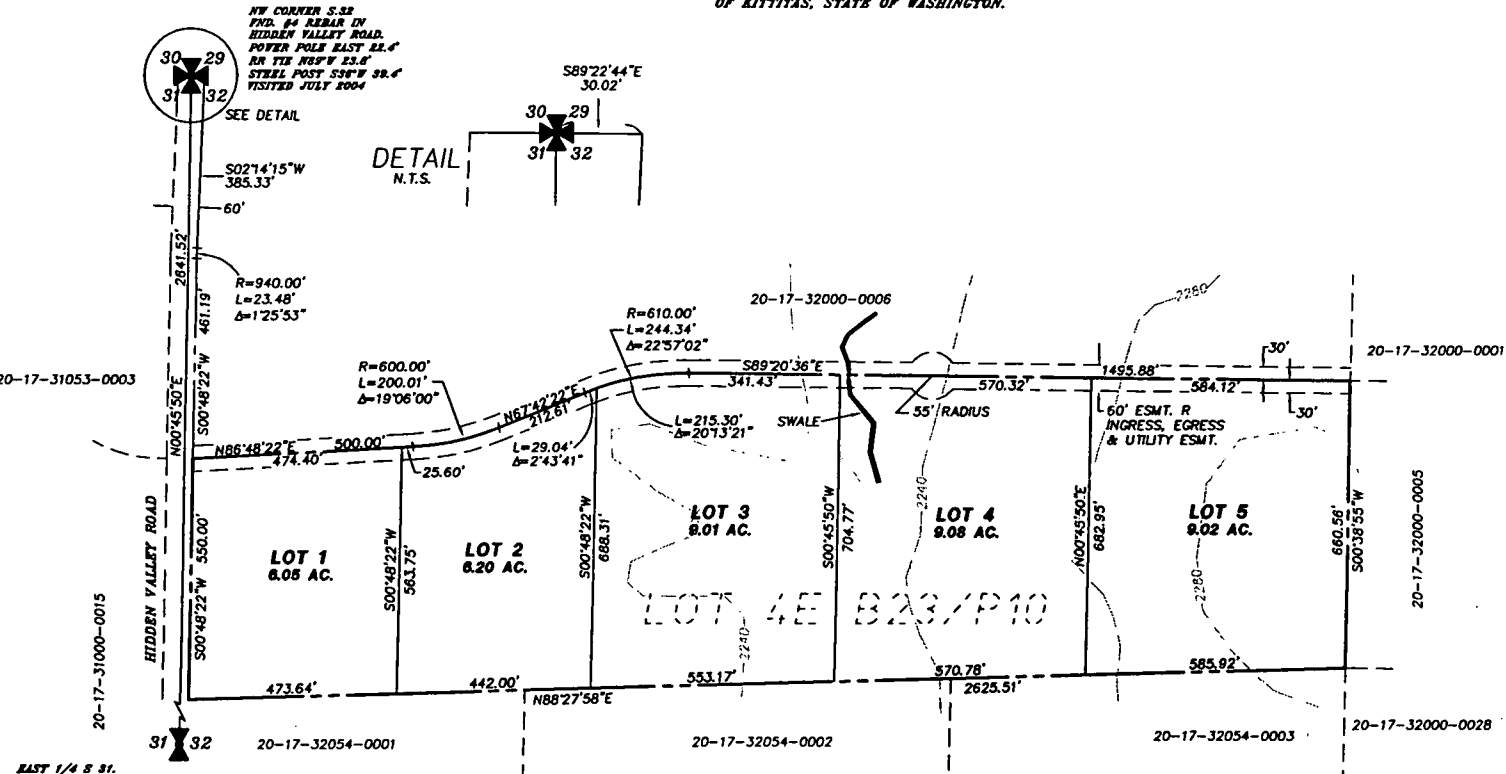 OF KITTITAS, STATE OF WASHINGTON.
NW CORNER S.32
FND. #4 REBAR IN
HIDDEN VALLEY ROAD.
POWER POLE EAST 22.4'
RR TIE N89°W 23.8'
STEEL POST S36°W 39.4'
VISITED JULY 2004
30 29
31 32
SEE DETAIL
S89°22'44"E
30.02'
30 29
31 32
DETAIL
N.T.S.
S02°14'15"W
385.33'
60'
2641.52'
N00°45'50"E
461.19'
S00°48'22"W
R=940.00'
L=23.48'
Δ=1°25'53"
20-17-32000-0006
R=610.00'
L=244.34'
Δ=22°57'02"
R=600.00'
L=200.01'
Δ=19°06'00"
20-17-31053-0003
20-17-32000-0001
2280
30'
S89°20'36"E
1495.88'
341.43'
570.32'
584.12'
N67°42'22"E
212.61'
L=215.30'
Δ=20°13'21"
L=29.04'
Δ=2°43'41"
SWALE
55' RADIUS
60' ESMT. R
INGRESS, EGRESS
& UTILITY ESMT.
30'
N86°48'22"E
500.00'
474.40'
25.60'
HIDDEN VALLEY ROAD
S00°48'22"W 550.00'
LOT 1
6.05 AC.
S00°48'22"W
563.75'
LOT 2
6.20 AC.
S00°48'22"W
688.31'
LOT 3
9.01 AC.
S00°45'50"W
704.77'
2240
LOT 4
9.08 AC.
N00°45'50"E
682.95'
LOT 5
9.02 AC.
2280
660.56'
S00°38'55"W
20-17-32000-0005
20-17-31000-0015
LOT 4E B23/P10
2240
473.64'
442.00'
N88°27'58"E
553.17'
570.78'
2625.51'
585.92'
31 32
20-17-32054-0001
20-17-32054-0002
20-17-32054-0003
20-17-32000-0028
EAST 1/4 S 31.